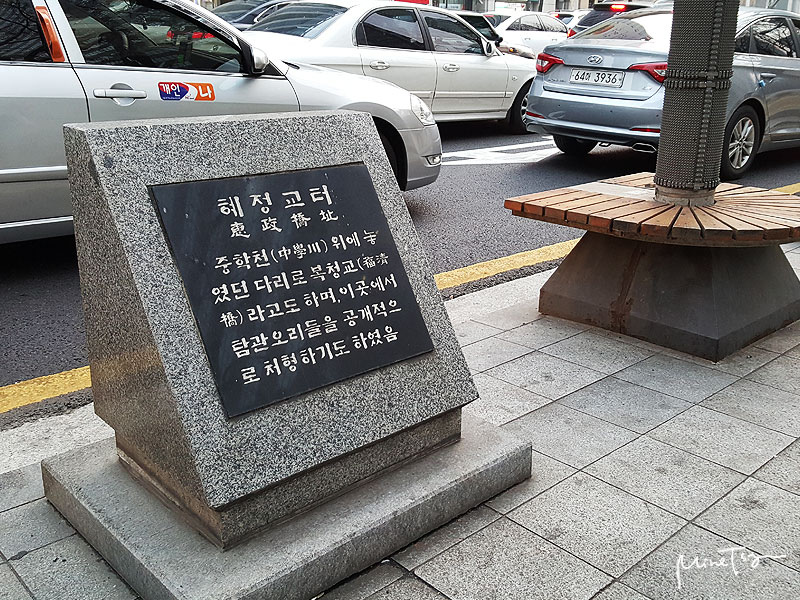 혜정교터
惠政橋址
중학천(中學川) 위에 놓
였던 다리로 복청교(福淸
橋) 라고도 하며, 이곳에서
탐관오리들을 공개적으
로 처형하기도 하였음
개인
나
3936